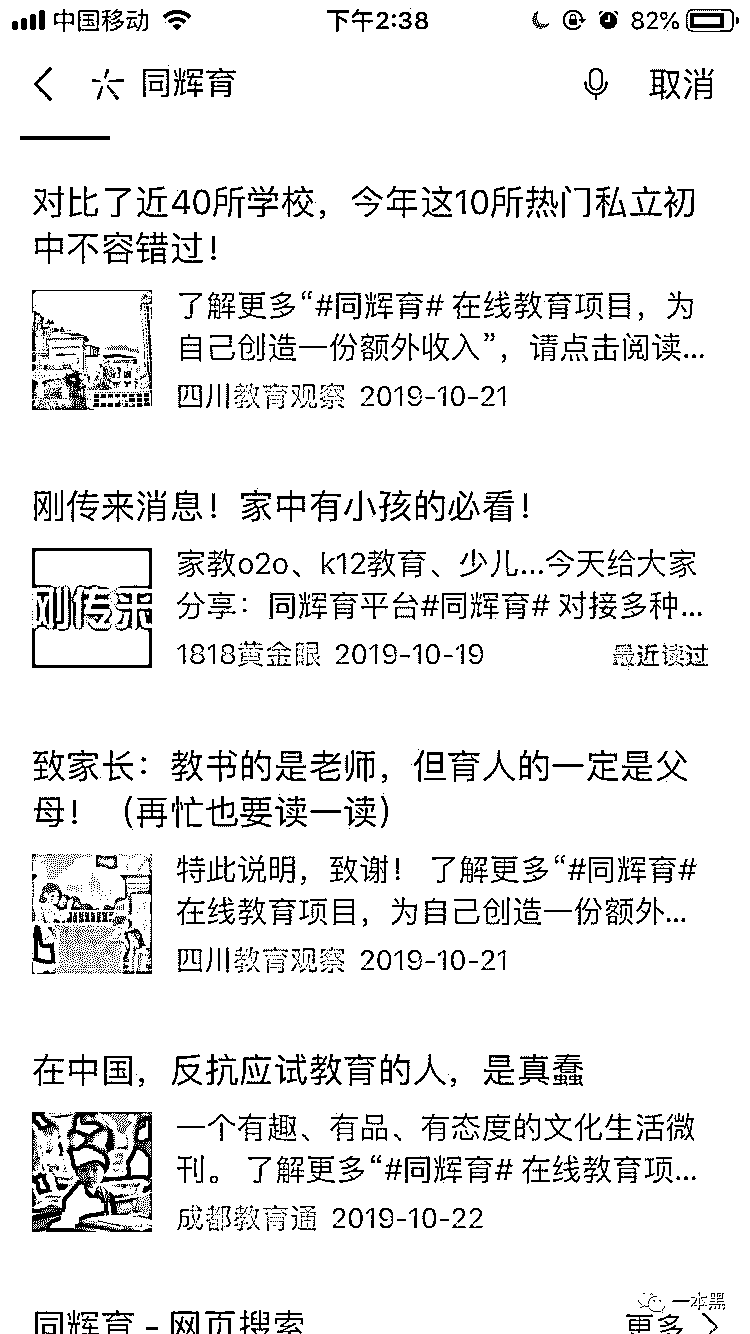 中国移动 下午2:38 82%
同辉育 取消
对比了近40所学校，今年这10所热门私立初
中不容错过！
了解更多“#同辉育# 在线教育项目，为
自己创造一份额外收入”，请点击阅读...
四川教育观察 2019-10-21
刚传来消息！家中有小孩的必看！
刚传来
家教o2o、k12教育、少儿...今天给大家
分享：同辉育平台#同辉育# 对接多种...
1818黄金眼 2019-10-19 最近读过
致家长：教书的是老师，但育人的一定是父
母！（再忙也要读一读）
特此说明，致谢！ 了解更多“#同辉育#
在线教育项目，为自己创造一份额外...
四川教育观察 2019-10-21
在中国，反抗应试教育的人，是真蠢
一个有趣、有品、有态度的文化生活微
刊。 了解更多“#同辉育# 在线教育项...
成都教育通 2019-10-22
一本黑
同辉育 - 网页搜索 更多